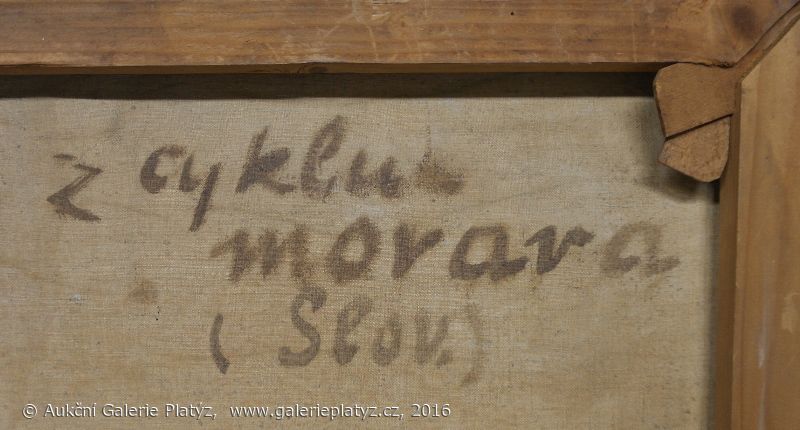 z cyklu
morava
(Slov.)
© Aukční Galerie Platýz, www.galerieplatyz.cz, 2016